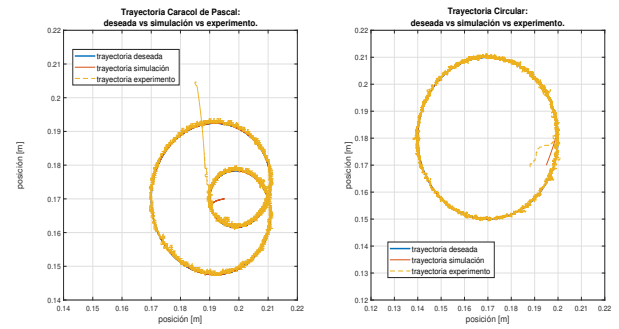 Trayectoria Caracol de Pascal:
deseada vs simulación vs experimento.
0.22
0.21
0.2
0.19
0.18
0.17
0.16
0.15
0.14
posición [m]
trayectoria deseada
trayectoria simulación
trayectoria experimento
0.14 0.15 0.16 0.17 0.18 0.19 0.2 0.21 0.22
posición [m]
Trayectoria Circular:
deseada vs simulación vs experimento.
0.22
0.21
0.2
0.19
0.18
0.17
0.16
0.15
0.14
0.13
0.12
posición [m]
trayectoria deseada
trayectoria simulación
trayectoria experimento
0.12 0.13 0.14 0.15 0.16 0.17 0.18 0.19 0.2 0.21 0.22
posición [m]